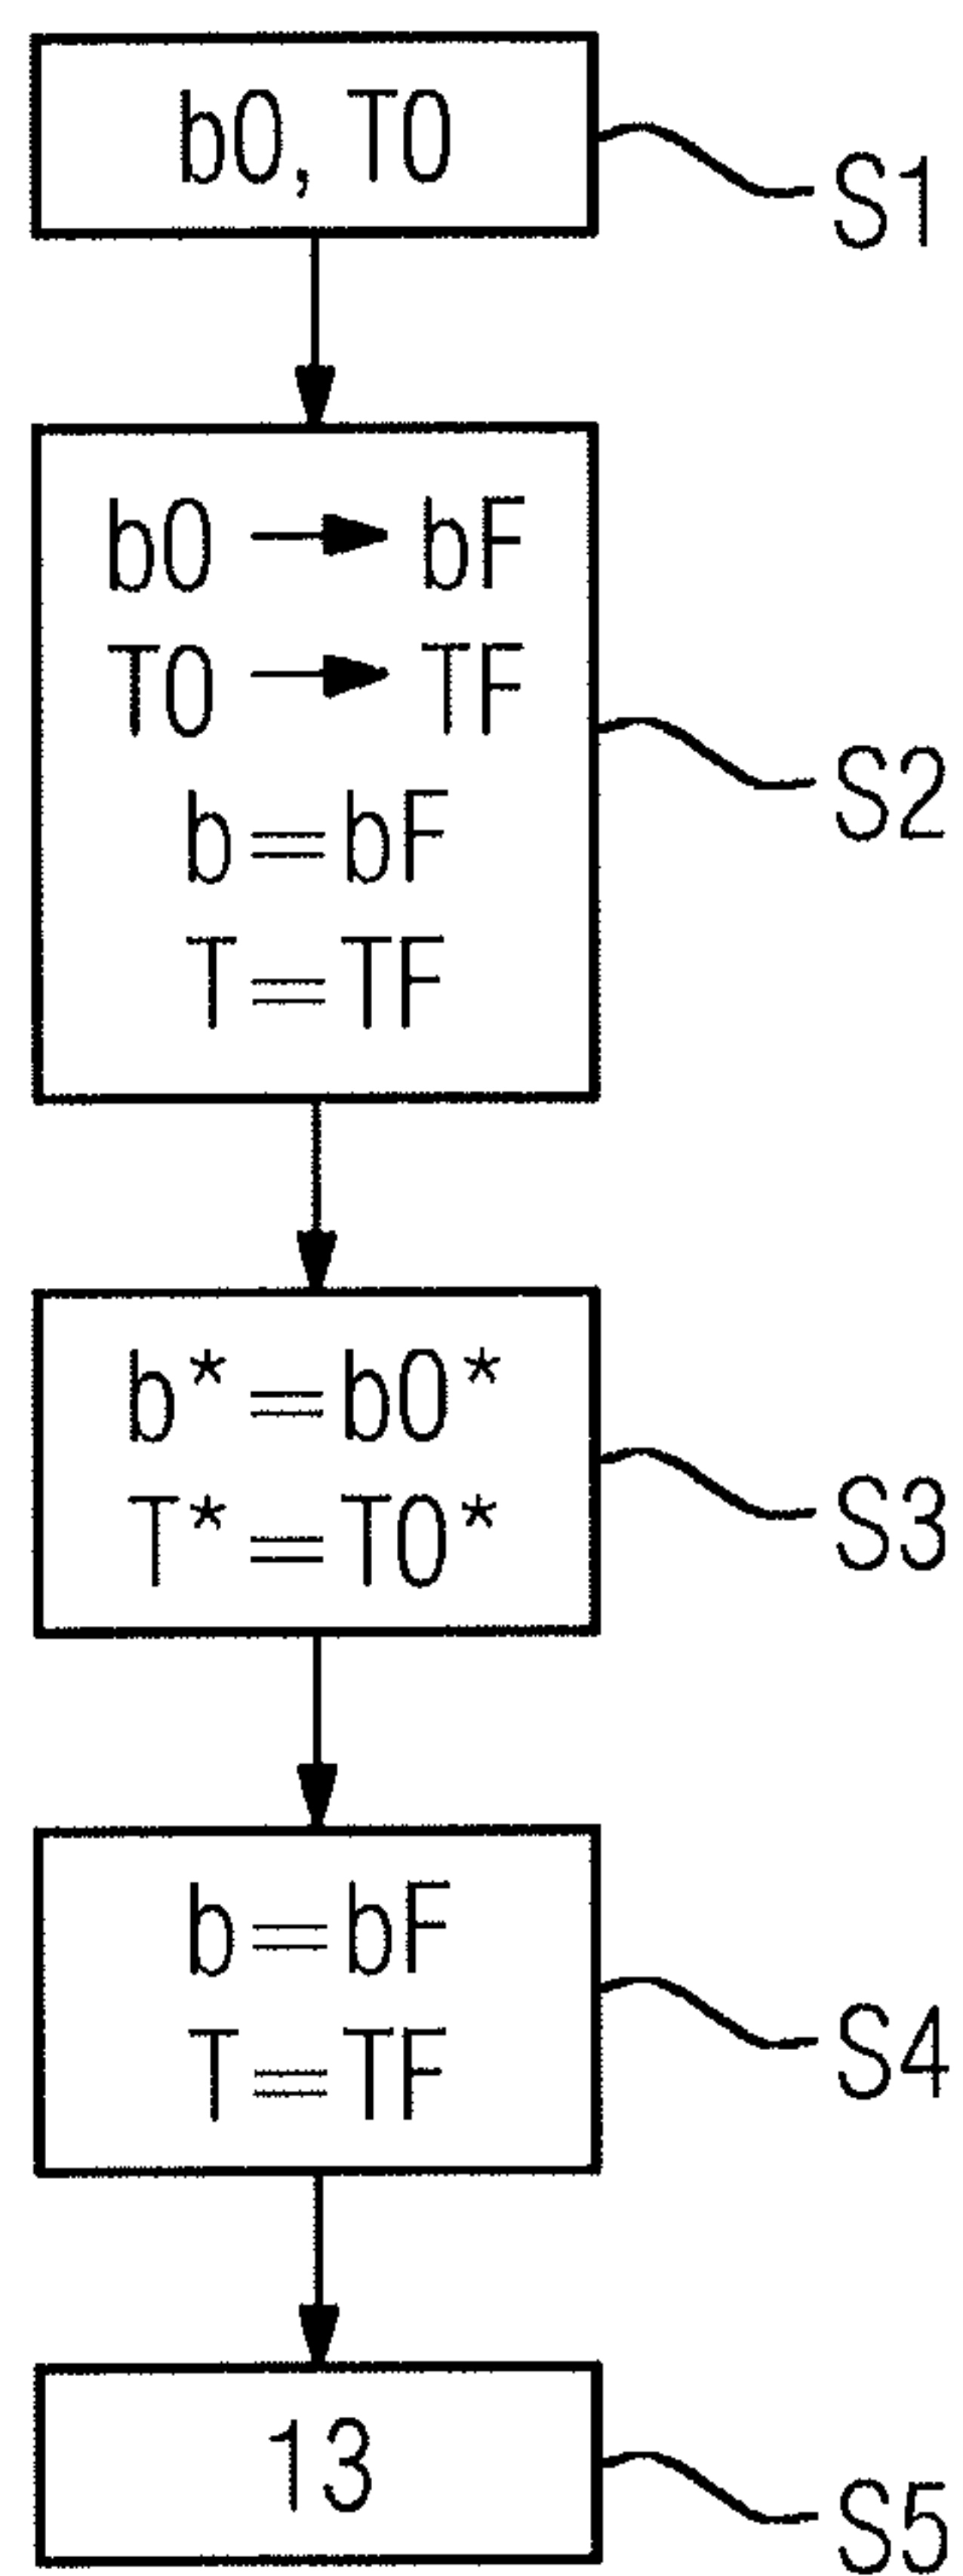 b0, T0
S1
b0 → bF
T0 → TF
b = bF
T = TF
S2
b* = b0*
T* = T0*
S3
b = bF
T = TF
S4
13
S5